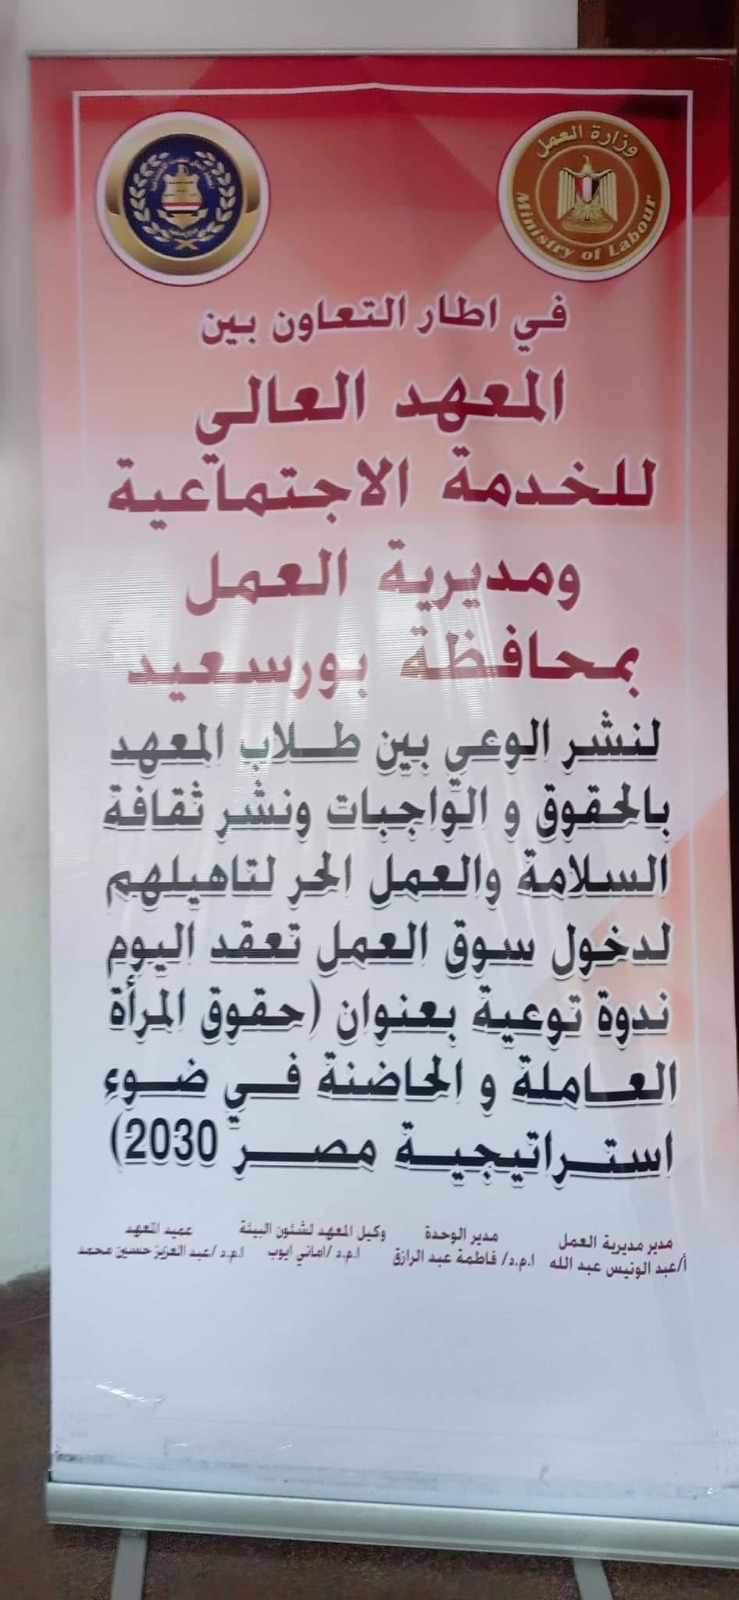 وزارة العمل
Ministry of Labour
في اطار التعاون بين
المعهد العالي
للخدمة الاجتماعية
ومديرية العمل
بمحافظة بورسعيد
لنشر الوعي بين طلاب المعهد
بالحقوق و الواجبات ونشر ثقافة
السلامة والعمل الحر لتاهيلهم
لدخول سوق العمل تعقد اليوم
ندوة توعية بعنوان (حقوق المرأة
العاملة و الحاضنة في ضوء
استراتيجية مصر 2030)
مدير مديرية العمل
أ/عبد الونيس عبد الله
مدير الوحدة
ا.م.د/ فاطمة عبد الرازق
وكيل المعهد لشئون البيئة
ا.م.د /اماني ايوب
عميد المعهد
ا.م.د /عبد العزيز حسين محمد